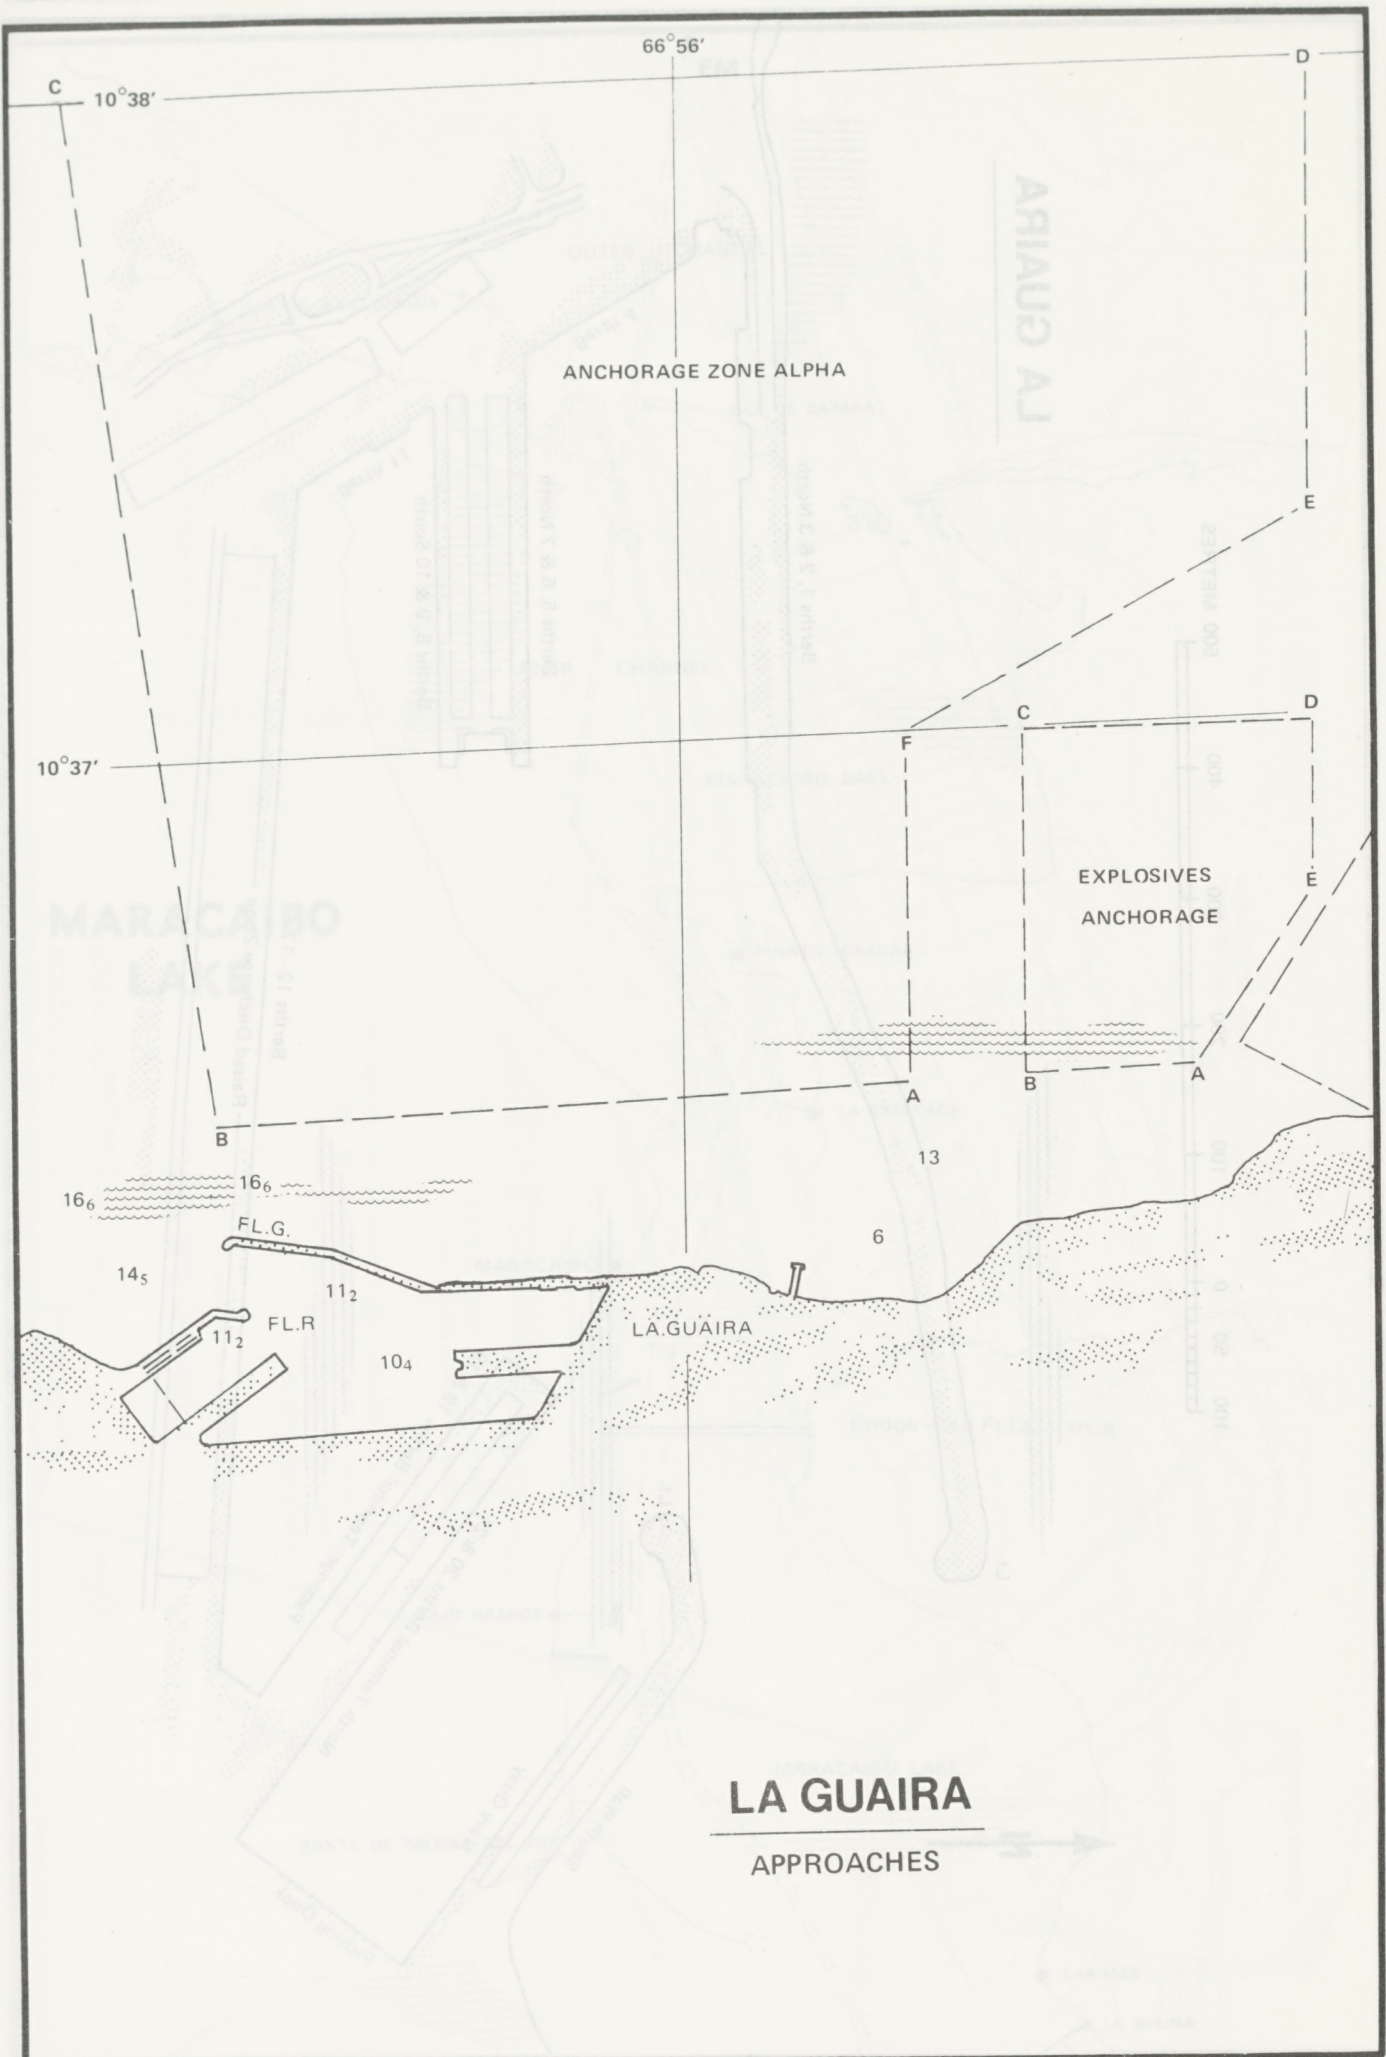 66°56'
C
10°38'
D
ANCHORAGE ZONE ALPHA
E
C
D
F
10°37'
EXPLOSIVES
ANCHORAGE
E
A
B
A
B
13
16₆
16₆
FL.G.
6
14₅
11₂
FL.R
LA.GUAIRA
11₂
10₄
LA GUAIRA
APPROACHES